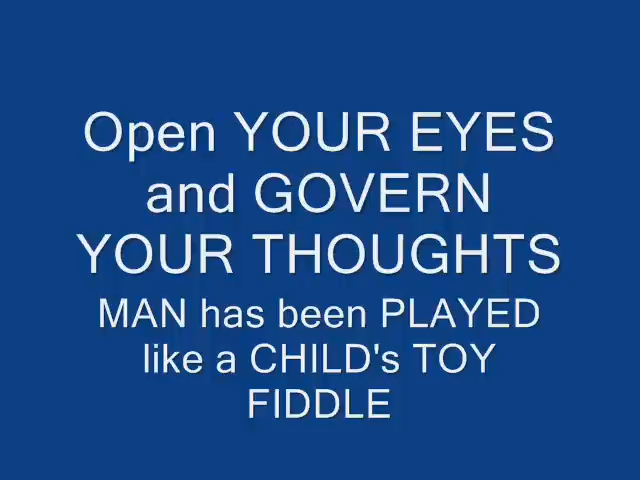 Open YOUR EYES
and GOVERN
YOUR THOUGHTS
MAN has been PLAYED
like a CHILD's TOY
FIDDLE